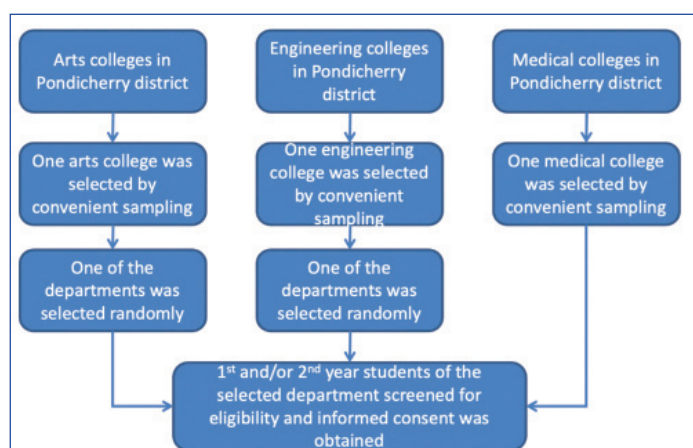 Arts colleges in
Pondicherry district
Engineering colleges
in Pondicherry
district
Medical colleges in
Pondicherry district
One arts college was
selected by
convenient sampling
One engineering
college was selected
by convenient
sampling
One medical college
was selected by
convenient sampling
One of the
departments was
selected randomly
One of the
departments was
selected randomly
1st and/or 2nd year students of the
selected department screened for
eligibility and informed consent was
obtained